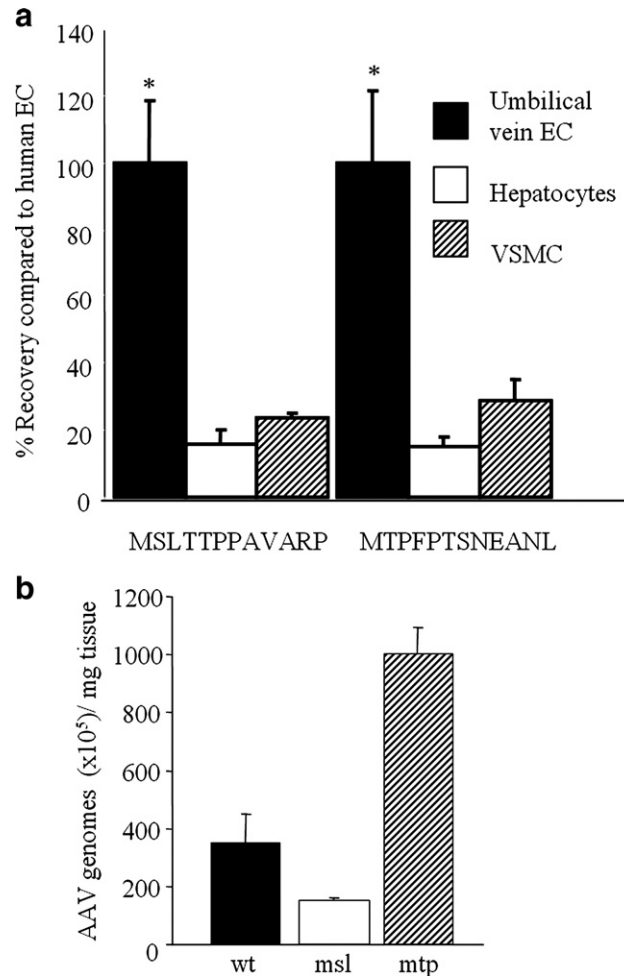 a
% Recovery compared to human EC
140
120
100
80
60
40
20
0
*
*
Umbilical
vein EC
Hepatocytes
VSMC
MSLTTPPAVARP
MTPFPTSNEANL
b
AAV genomes (x10⁵)/ mg tissue
1200
1000
800
600
400
200
0
wt
msl
mtp